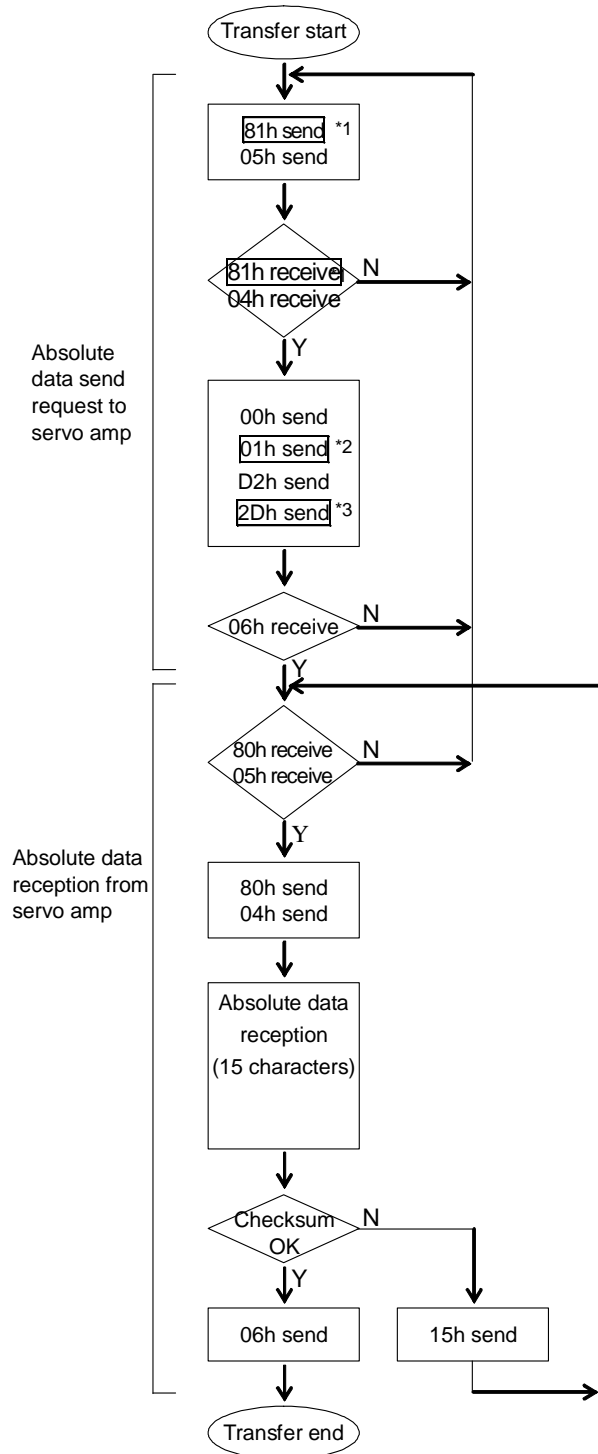 Transfer start
81h send *1
05h send
81h receive N
04h receive
Y
Absolute
data send
request to
servo amp
00h send
01h send *2
D2h send
2Dh send *3
06h receive N
Y
80h receive N
05h receive
Y
Absolute data
reception from
servo amp
80h send
04h send
Absolute data
reception
(15 characters)
Checksum N
OK
Y
06h send
15h send
Transfer end